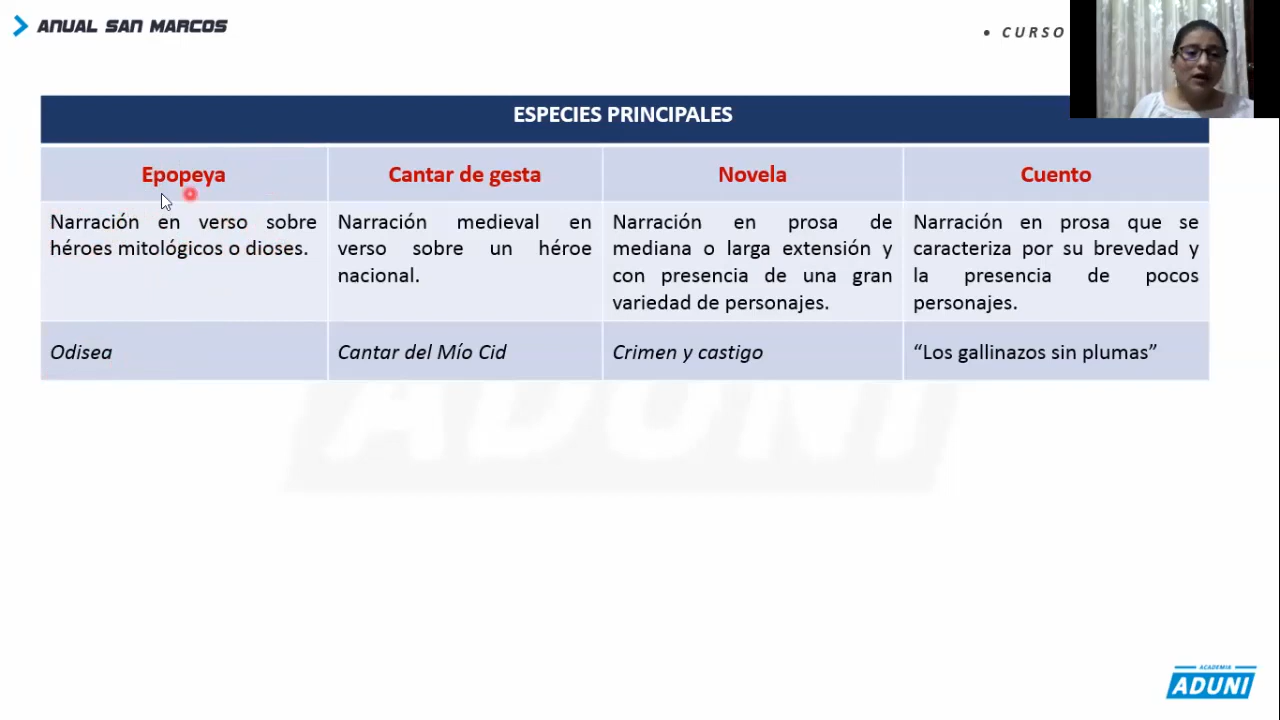 ANUAL SAN MARCOS
• CURSO
ESPECIES PRINCIPALES
Epopeya
Cantar de gesta
Novela
Cuento
Narración en verso sobre
héroes mitológicos o dioses.
Narración medieval en
verso sobre un héroe
nacional.
Narración en prosa de
mediana o larga extensión y
con presencia de una gran
variedad de personajes.
Narración en prosa que se
caracteriza por su brevedad y
la presencia de pocos
personajes.
Odisea
Cantar del Mío Cid
Crimen y castigo
“Los gallinazos sin plumas”
ADUNI
ACADEMIA
ADUNI